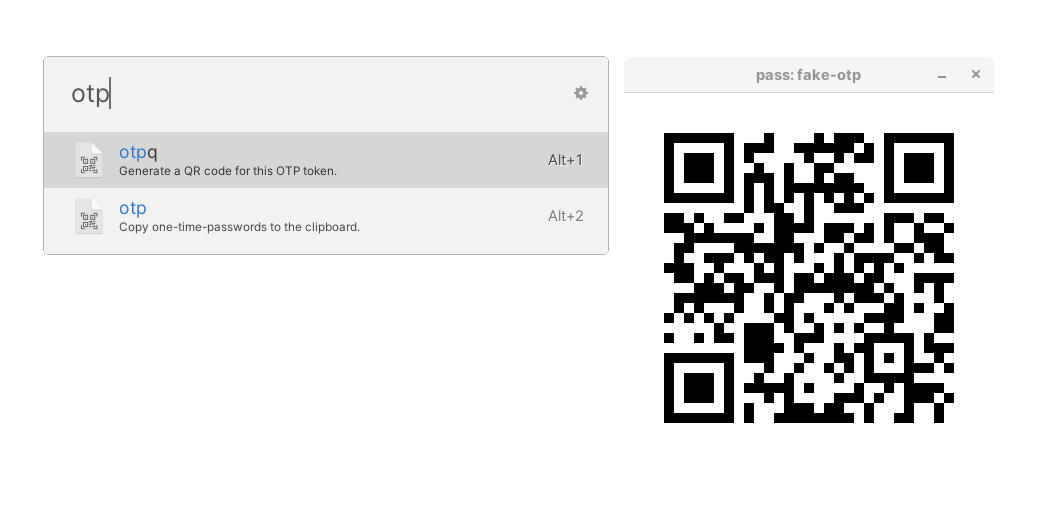 otp
otpq
Generate a QR code for this OTP token.
Alt+1
otp
Copy one-time-passwords to the clipboard.
Alt+2
pass: fake-otp